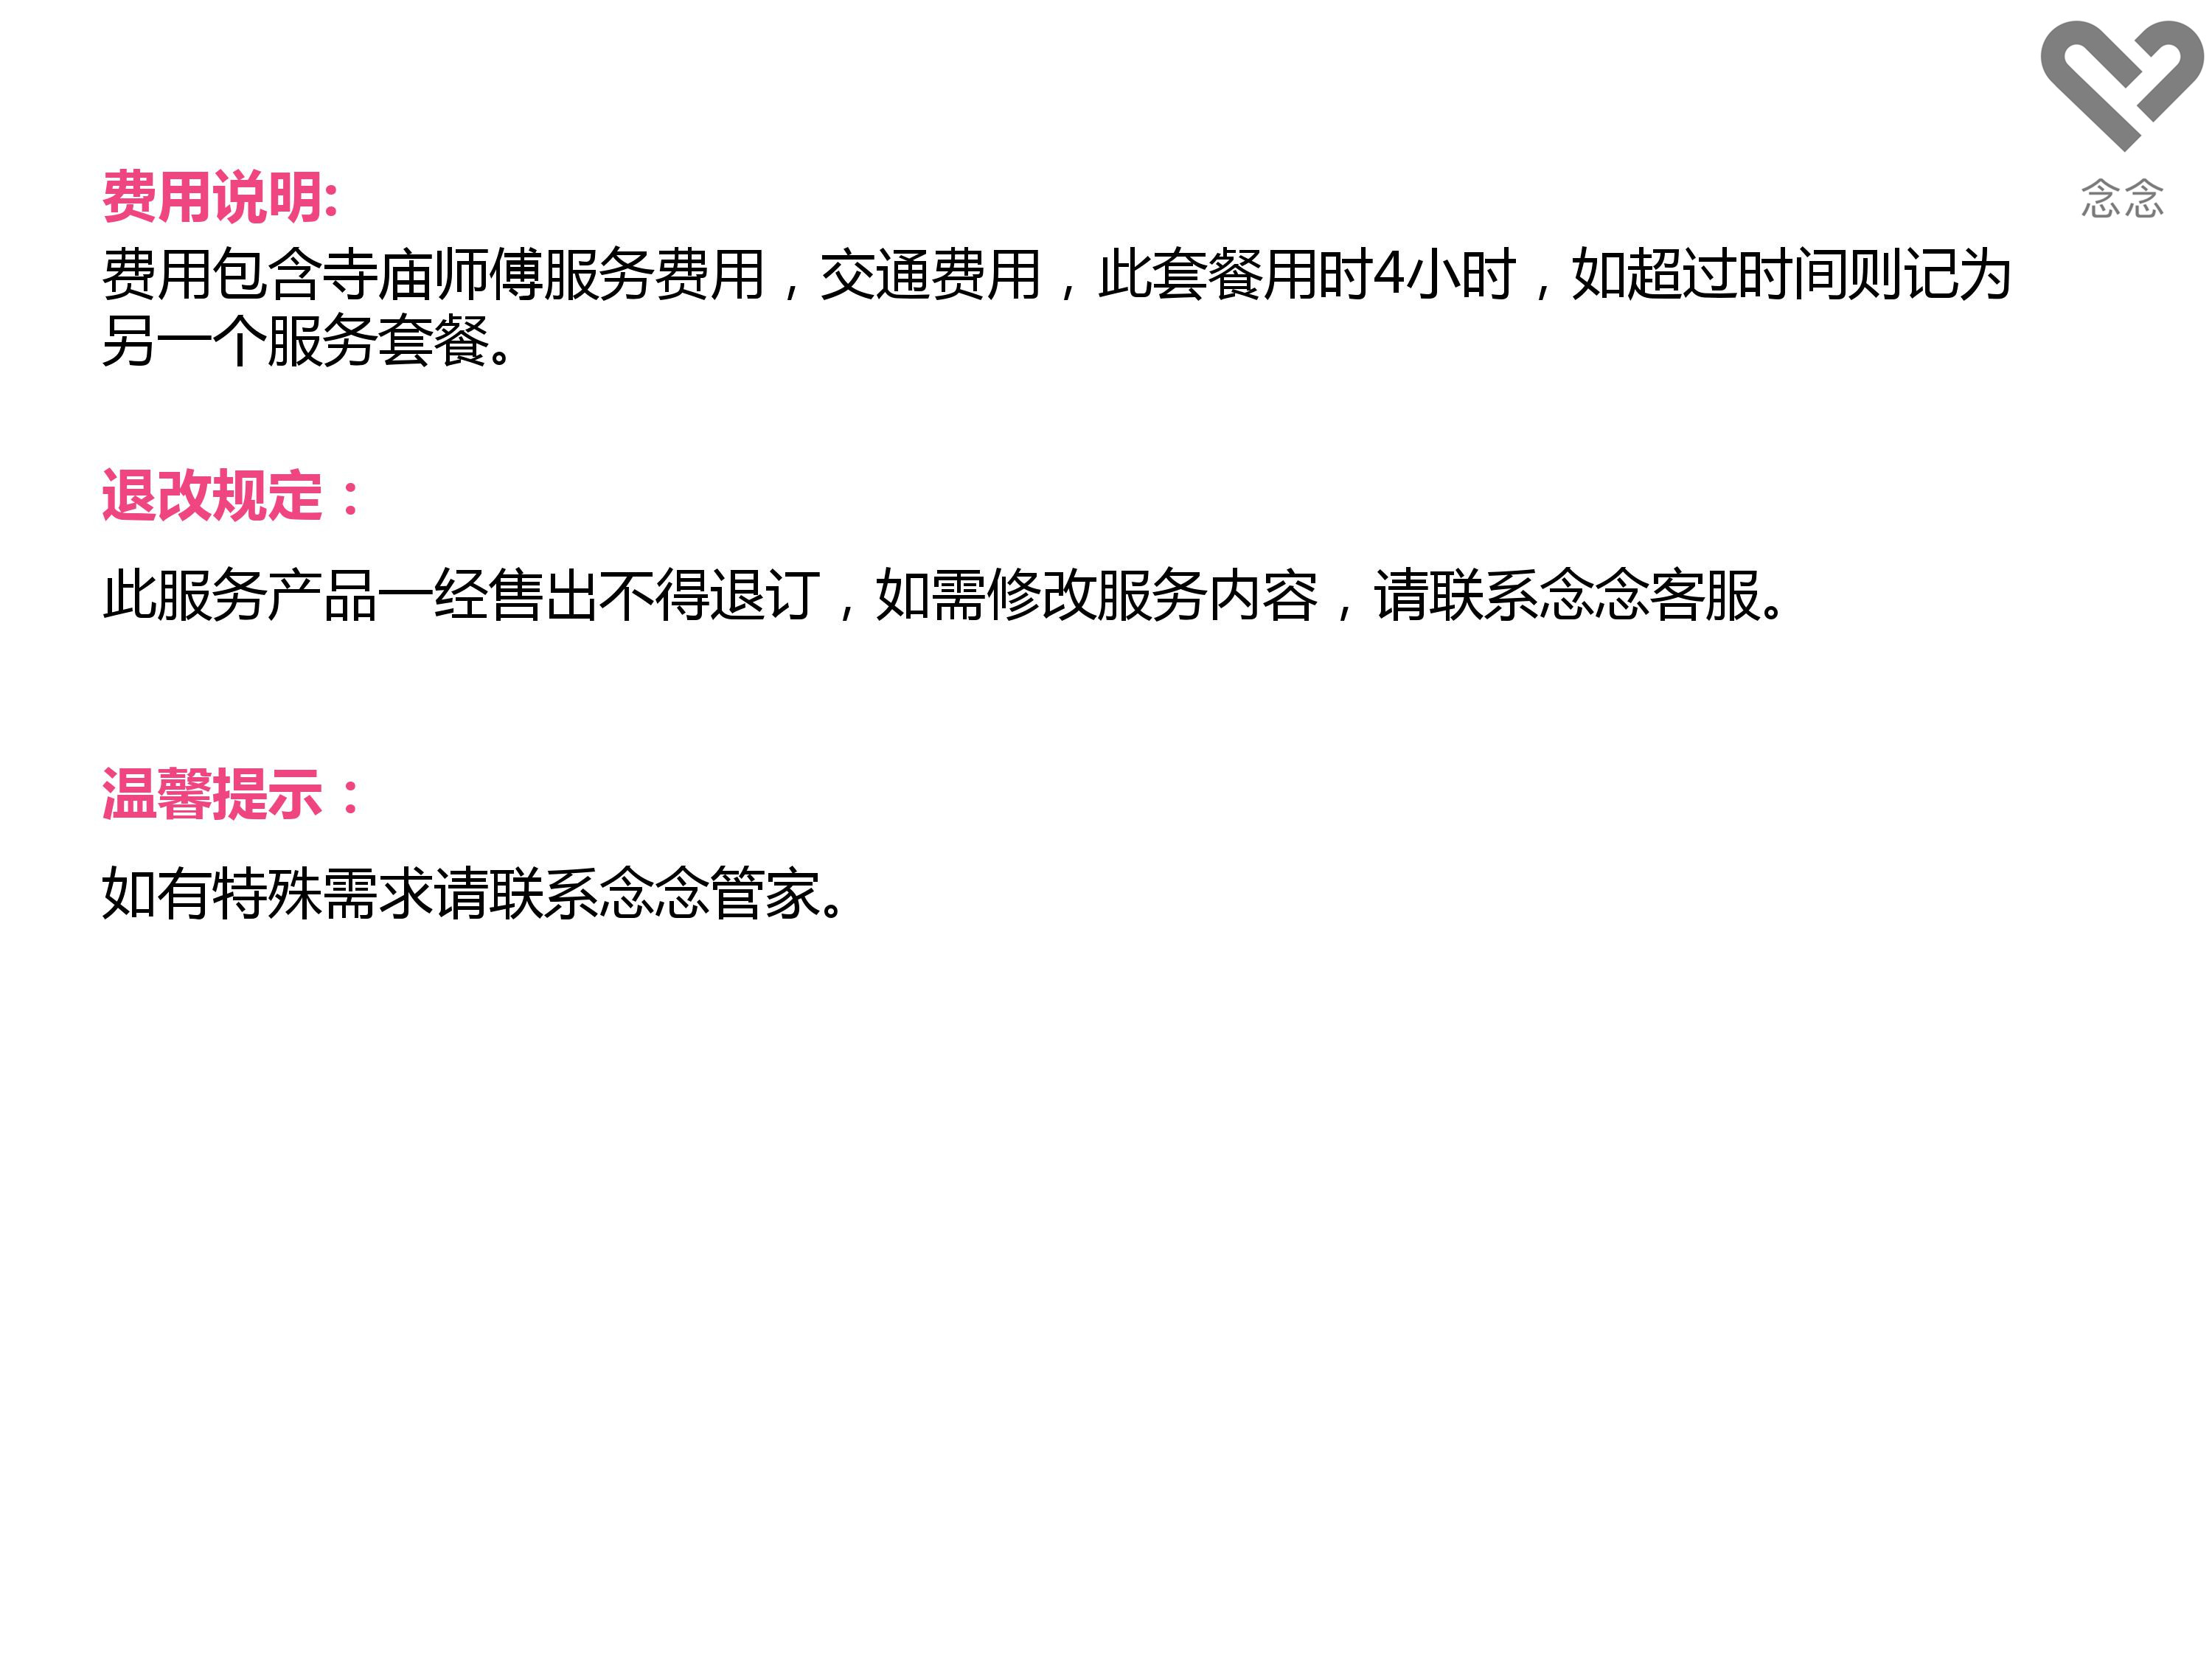 念念
费用说明:
费用包含寺庙师傅服务费用，交通费用，此套餐用时4小时，如超过时间则记为
另一个服务套餐。
退改规定：
此服务产品一经售出不得退订，如需修改服务内容，请联系念念客服。
温馨提示：
如有特殊需求请联系念念管家。